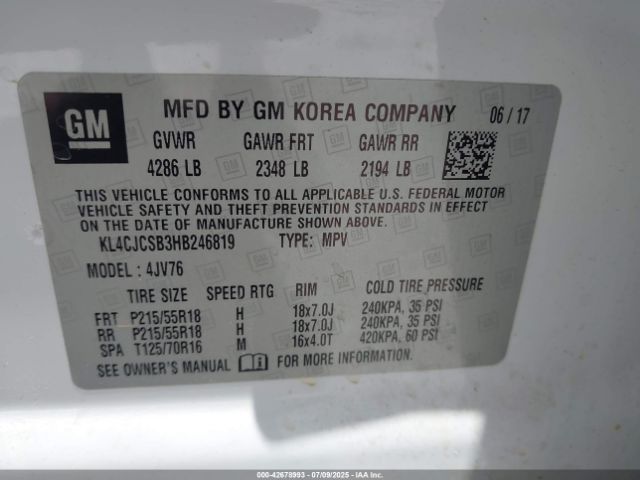 GM
MFD BY GM KOREA COMPANY 06 / 17
GVWR GAWR FRT GAWR RR
4286 LB 2348 LB 2194 LB
THIS VEHICLE CONFORMS TO ALL APPLICABLE U.S. FEDERAL MOTOR
VEHICLE SAFETY AND THEFT PREVENTION STANDARDS IN EFFECT
ON THE DATE OF MANUFACTURE SHOWN ABOVE.
KL4CJCSB3HB246819 TYPE: MPV
MODEL : 4JV76
TIRE SIZE SPEED RTG RIM COLD TIRE PRESSURE
FRT P215/55R18 H 18x7.0J 240KPA, 35 PSI
RR P215/55R18 H 18x7.0J 240KPA, 35 PSI
SPA T125/70R16 M 16x4.0T 420KPA, 60 PSI
SEE OWNER'S MANUAL FOR MORE INFORMATION
000-42678993 - 07/09/2025 - IAAI.COM